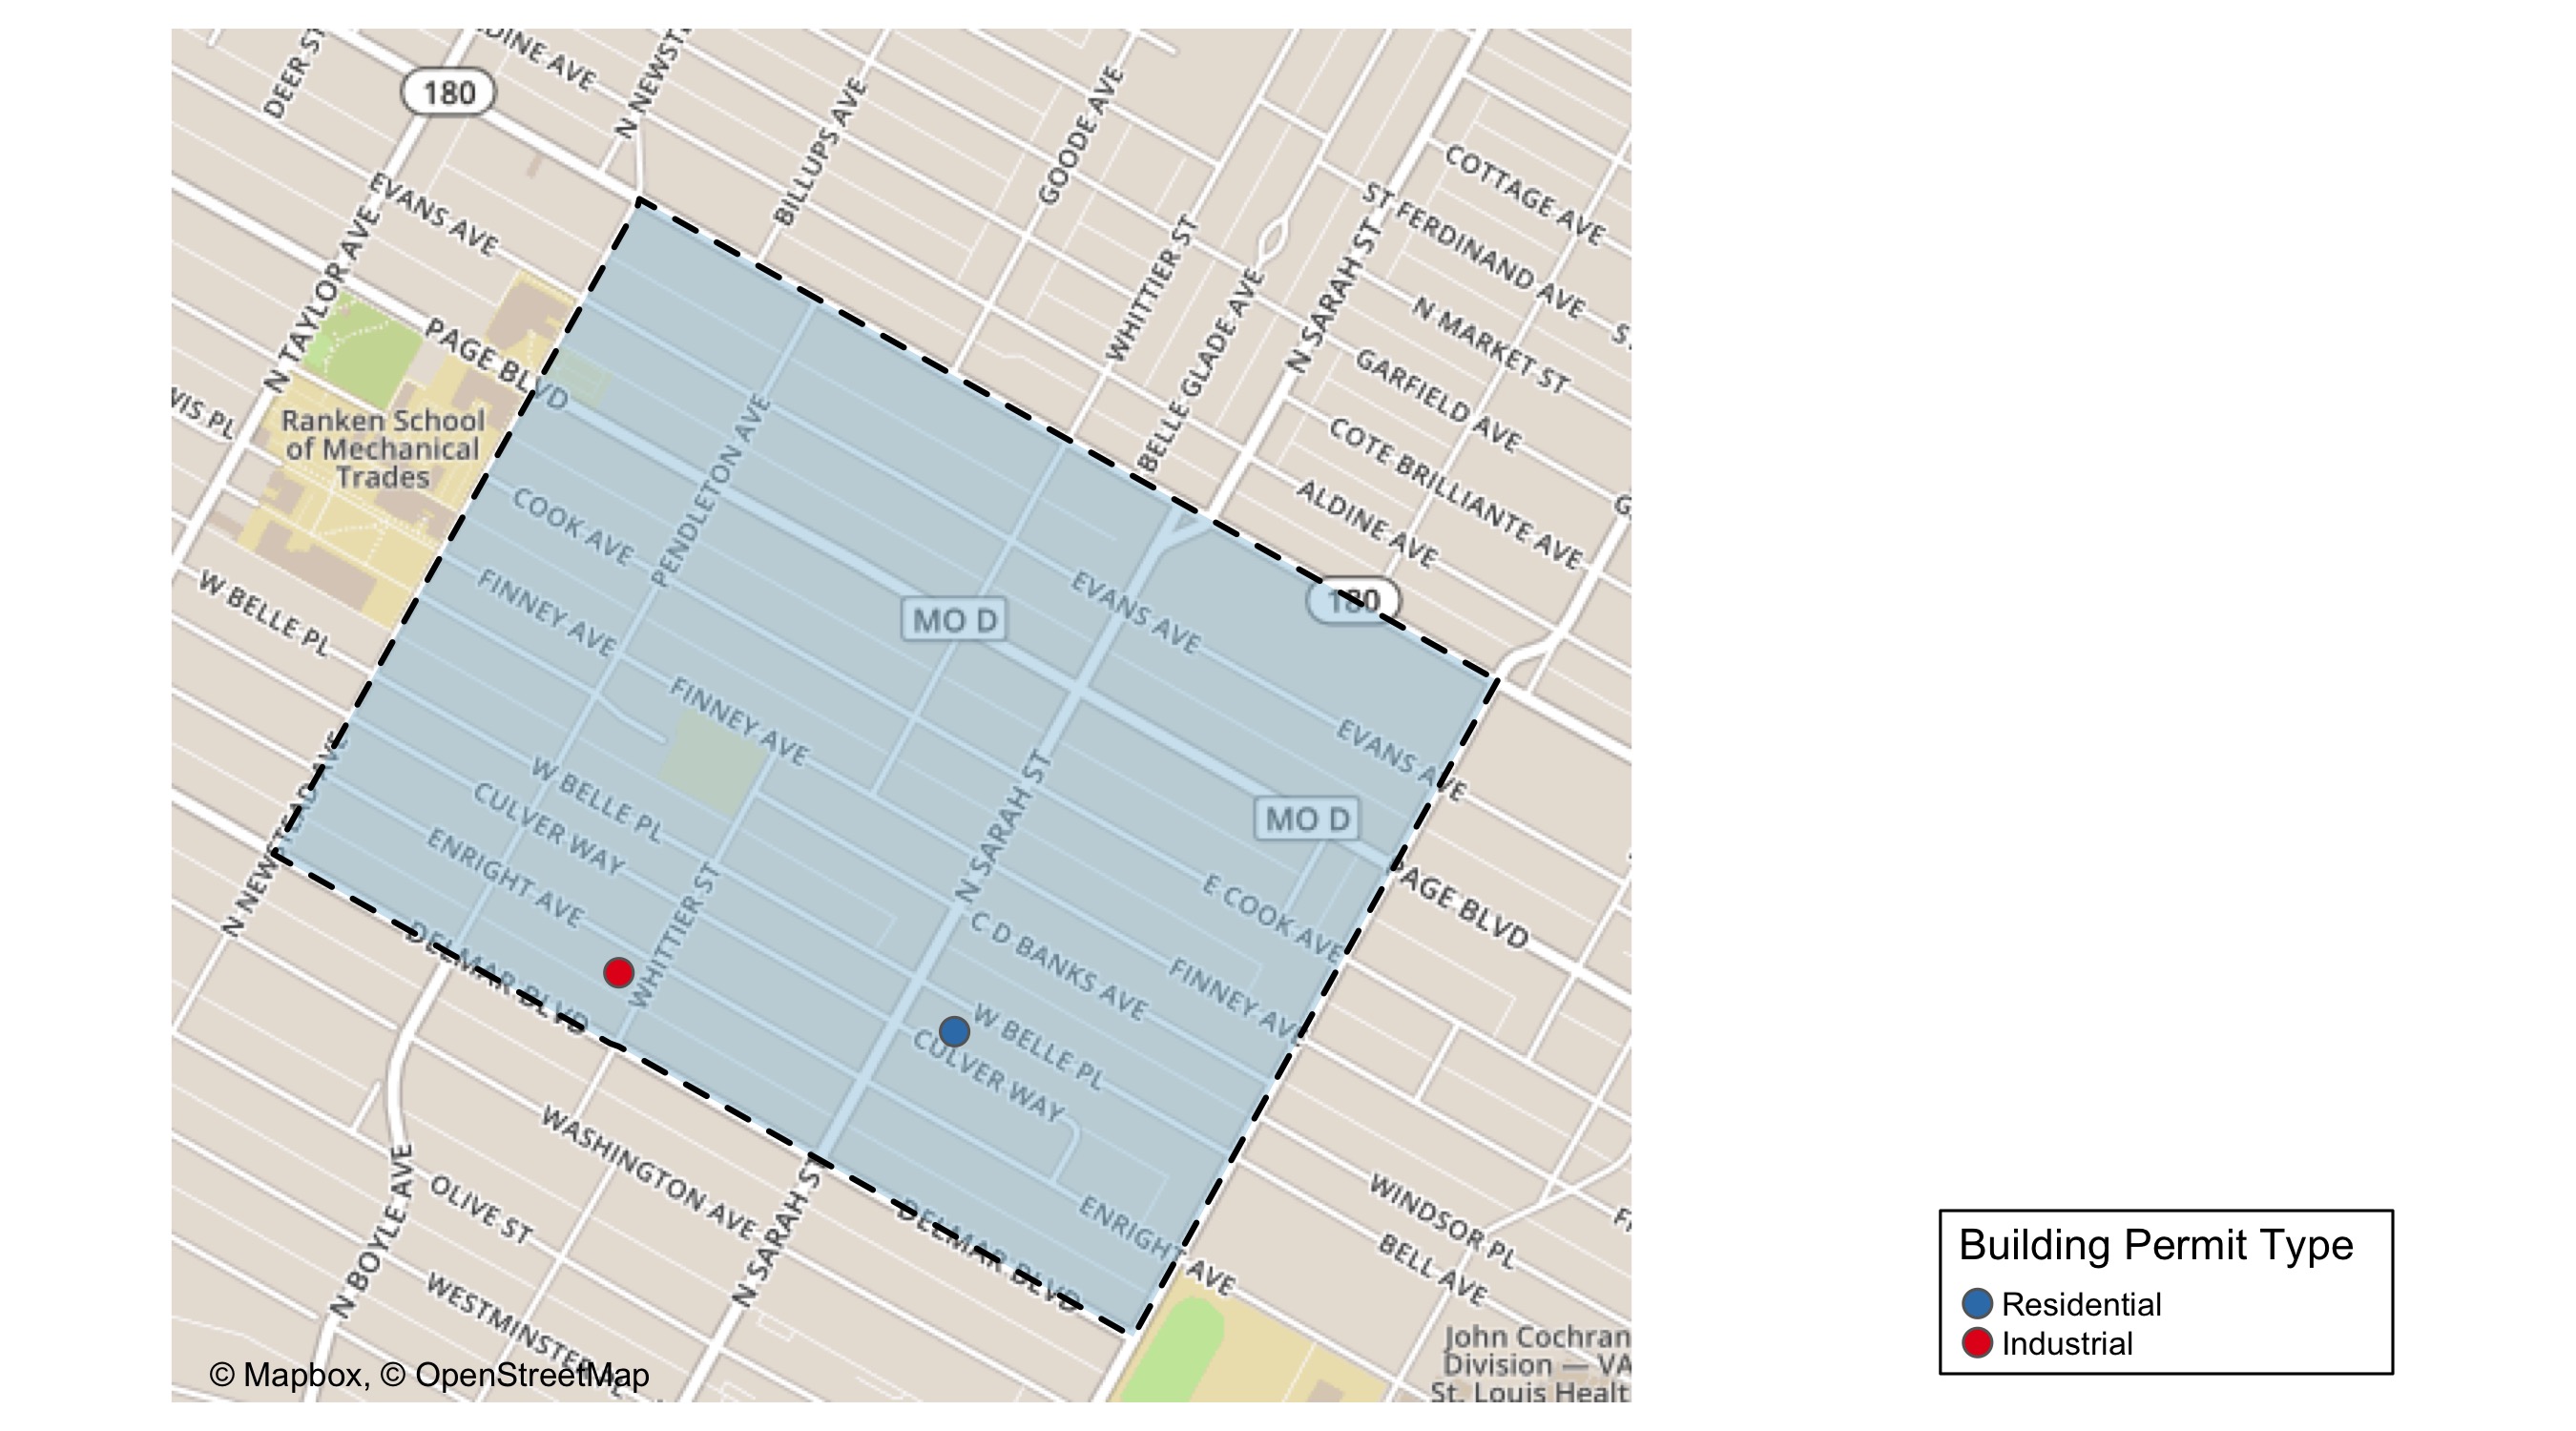 DEER ST
DINE AVE
N NEWST
180
BILLUPS AVE
GOODE AVE
COTTAGE AVE
ST FERDINAND AVE
EVANS AVE
N TAYLOR AVE
WHITTIER ST
BELLE GLADE AVE
N SARAH ST
N MARKET ST
S
GARFIELD AVE
PAGE BLVD
VIS PL
Ranken School
of Mechanical
Trades
PENDLETON AVE
COTE BRILLIANTE AVE
ALDINE AVE
G
COOK AVE
FINNEY AVE
W BELLE PL
MO D
EVANS AVE
180
FINNEY AVE
EVANS AVE
N NEWSTEAD AVE
W BELLE PL
CULVER WAY
ENRIGHT AVE
N SARAH ST
MO D
PAGE BLVD
E COOK AVE
WHITTIER ST
C D BANKS AVE
FINNEY AVE
DELMAR BLVD
W BELLE PL
CULVER WAY
WASHINGTON AVE
N BOYLE AVE
OLIVE ST
N SARAH ST
DELMAR BLVD
ENRIGHT AVE
WINDSOR PL
BELL AVE
FI
WESTMINSTER PL
John Cochran
Division — VA
St. Louis Healt
© Mapbox, © OpenStreetMap
Building Permit Type
Residential
Industrial